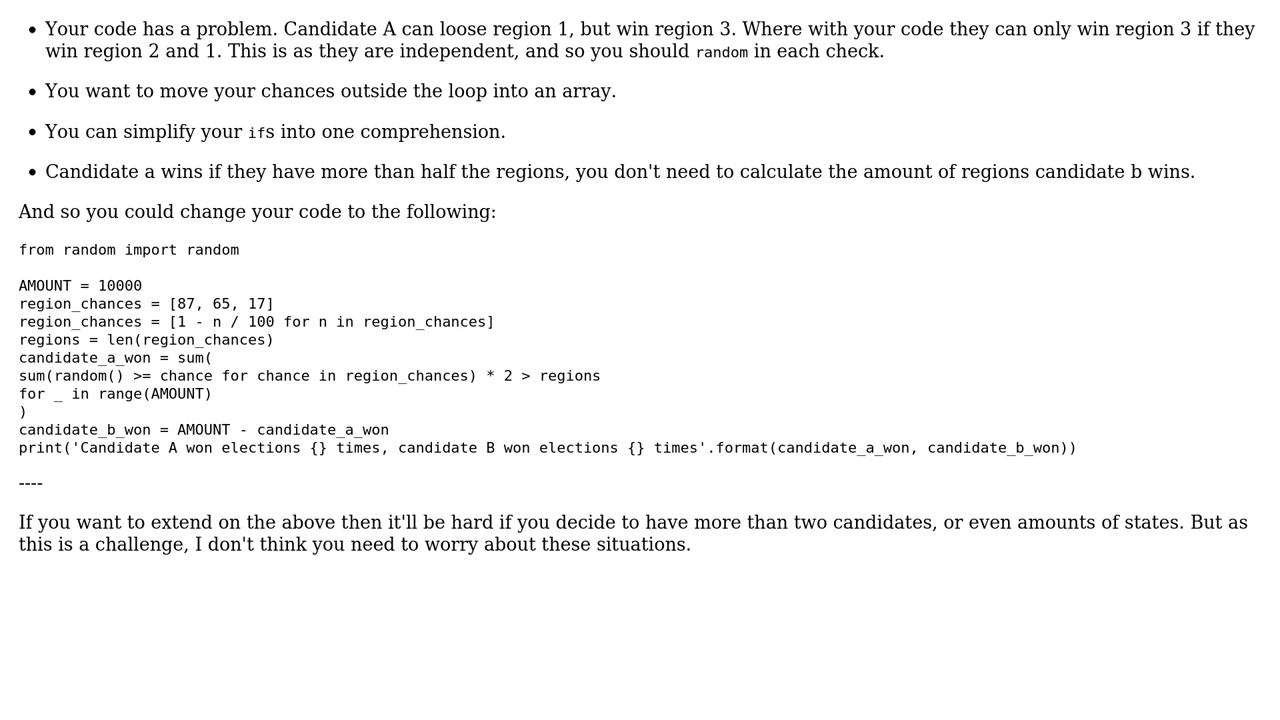 Your code has a problem. Candidate A can loose region 1, but win region 3. Where with your code they can only win region 3 if they
win region 2 and 1. This is as they are independent, and so you should random in each check.
You want to move your chances outside the loop into an array.
You can simplify your ifs into one comprehension.
Candidate a wins if they have more than half the regions, you don't need to calculate the amount of regions candidate b wins.
And so you could change your code to the following:
from random import random
AMOUNT = 10000
region_chances = [87, 65, 17]
region_chances = [1 - n / 100 for n in region_chances]
regions = len(region_chances)
candidate_a_won = sum(
sum(random() >= chance for chance in region_chances) * 2 > regions
for _ in range(AMOUNT)
)
candidate_b_won = AMOUNT - candidate_a_won
print('Candidate A won elections {} times, candidate B won elections {} times'.format(candidate_a_won, candidate_b_won))
----
If you want to extend on the above then it'll be hard if you decide to have more than two candidates, or even amounts of states. But as
this is a challenge, I don't think you need to worry about these situations.